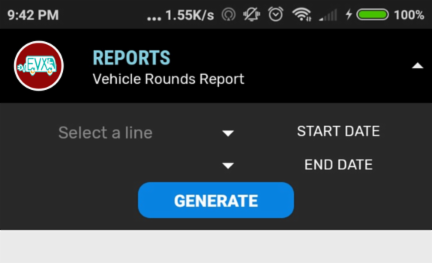 9:42 PM ... 1.55K/s 100%
EVX
REPORTS
Vehicle Rounds Report
Select a line START DATE
END DATE
GENERATE